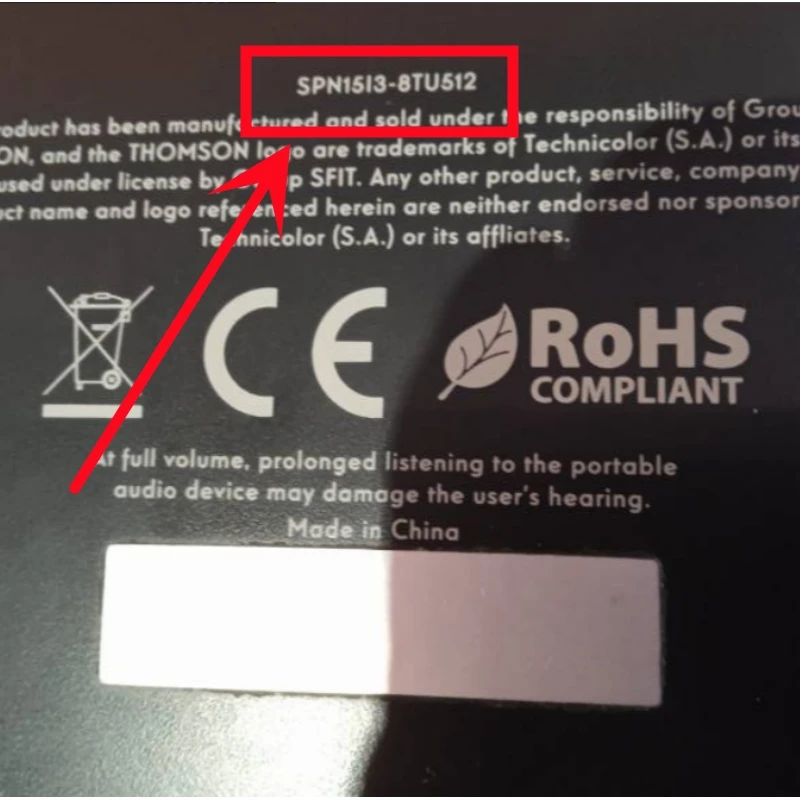 SPN15I3-8TU512
roduct has been manufactured and sold under the responsibility of Grou
ON, and the THOMSON logo are trademarks of Technicolor (S.A.) or its
used under license by Group SFIT. Any other product, service, company
ct name and logo referenced herein are neither endorsed nor sponsor
Technicolor (S.A.) or its affliates.
CE
RoHS
COMPLIANT
At full volume, prolonged listening to the portable
audio device may damage the user's hearing.
Made in China